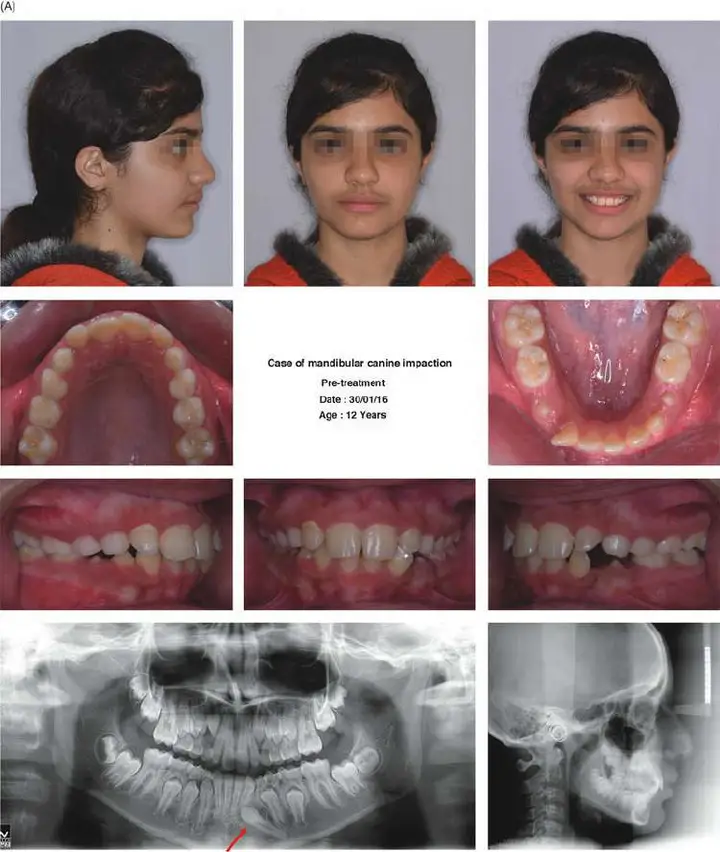 (A)
Case of mandibular canine impaction
Pre-treatment
Date : 30/01/16
Age : 12 Years